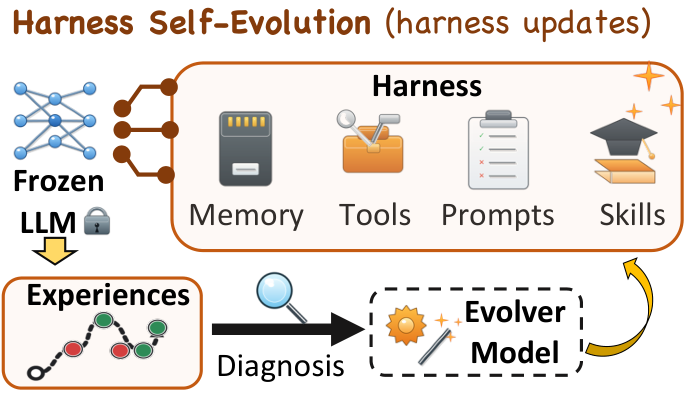 Harness Self-Evolution (harness updates)
Harness
Frozen
LLM
Memory
Tools
Prompts
Skills
Experiences
Diagnosis
Evolver
Model